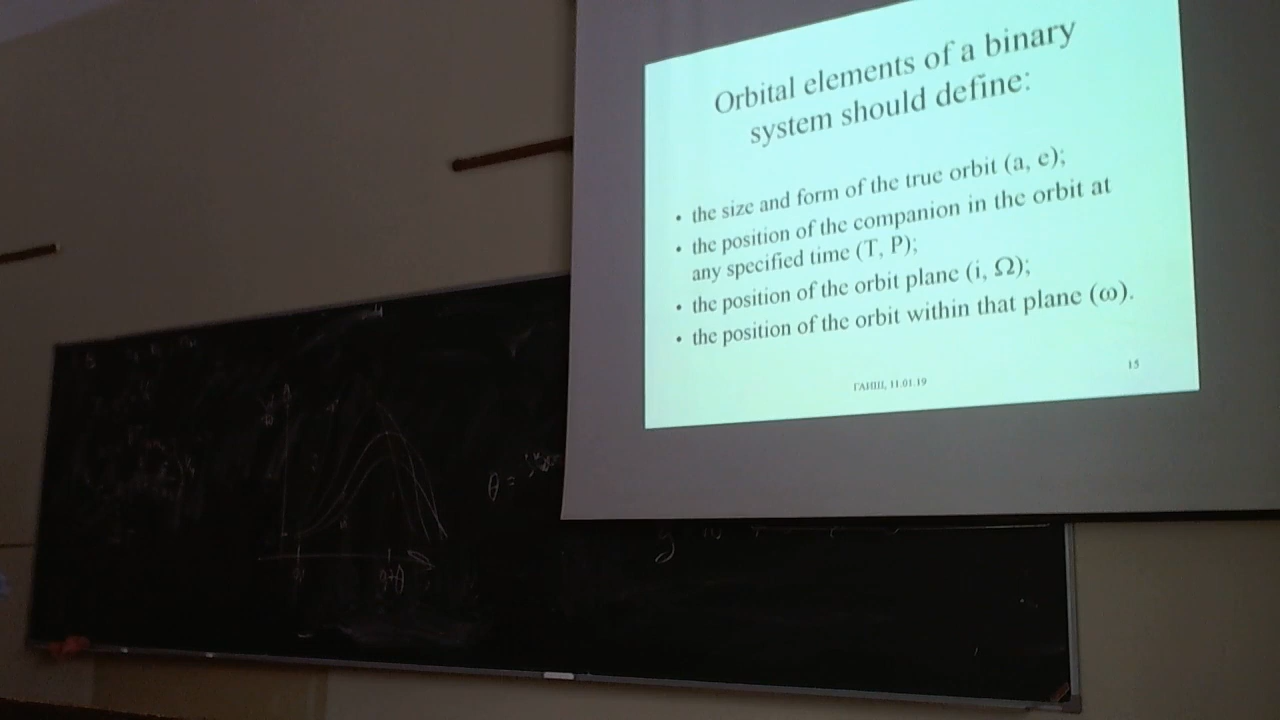 Orbital elements of a binary
system should define:
• the size and form of the true orbit (a, e);
• the position of the companion in the orbit at
any specified time (T, P);
• the position of the orbit plane (i, Ω);
• the position of the orbit within that plane (ω).
ГАИШ, 11.01.19
15
θ =